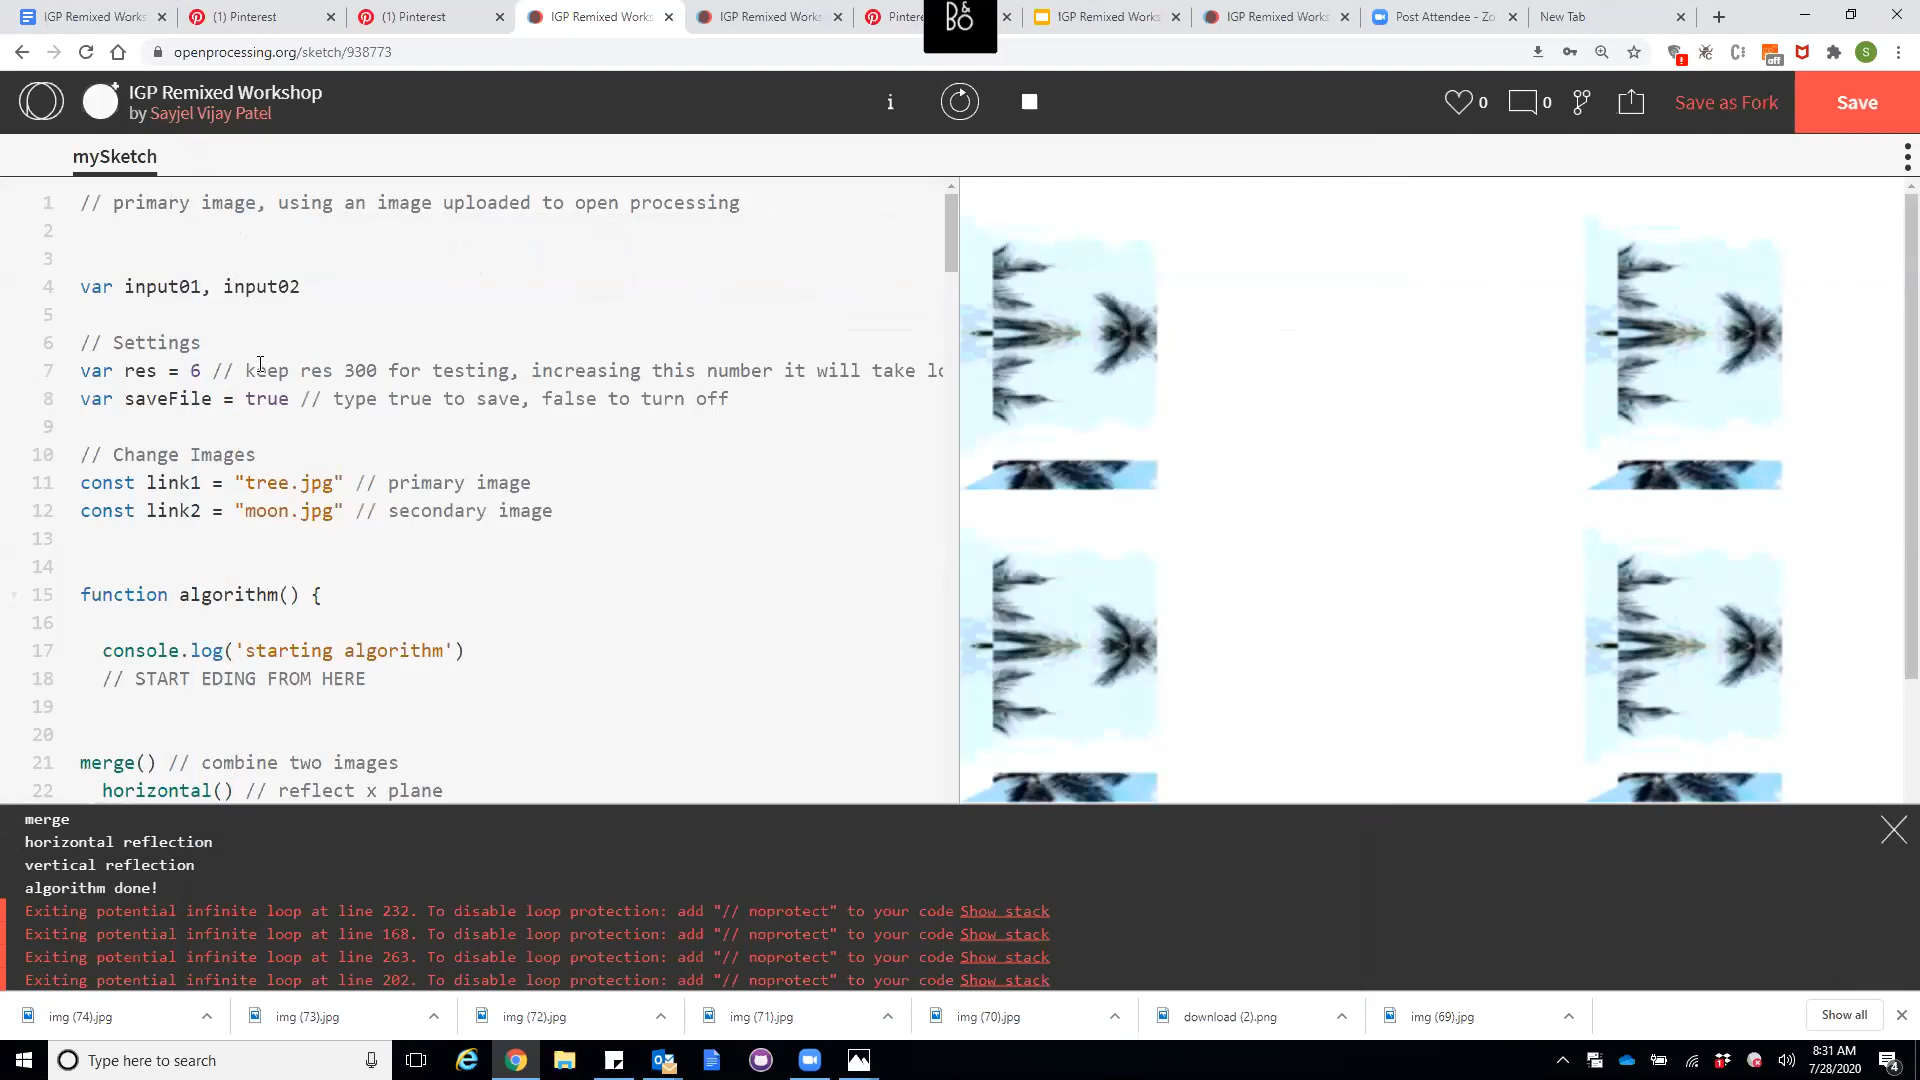 IGP Remixed Works
(1) Pinterest
(1) Pinterest
IGP Remixed Works
IGP Remixed Works
Pinter
B&O
IGP Remixed Works
IGP Remixed Works
Post Attendee - Zo
New Tab
openprocessing.org/sketch/938773
off
S
IGP Remixed Workshop
by Sayjel Vijay Patel
0
0
Save as Fork
Save
mySketch
1 // primary image, using an image uploaded to open processing
2
3
4 var input01, input02
5
6 // Settings
7 var res = 6 // keep res 300 for testing, increasing this number it will take lo
8 var saveFile = true // type true to save, false to turn off
9
10 // Change Images
11 const link1 = "tree.jpg" // primary image
12 const link2 = "moon.jpg" // secondary image
13
14
15 function algorithm() {
16
17 console.log('starting algorithm')
18 // START EDING FROM HERE
19
20
21 merge() // combine two images
22 horizontal() // reflect x plane
merge
horizontal reflection
vertical reflection
algorithm done!
Exiting potential infinite loop at line 232. To disable loop protection: add "// noprotect" to your code Show stack
Exiting potential infinite loop at line 168. To disable loop protection: add "// noprotect" to your code Show stack
Exiting potential infinite loop at line 263. To disable loop protection: add "// noprotect" to your code Show stack
Exiting potential infinite loop at line 202. To disable loop protection: add "// noprotect" to your code Show stack
img (74).jpg
img (73).jpg
img (72).jpg
img (71).jpg
img (70).jpg
download (2).png
img (69).jpg
Show all
Type here to search
8:31 AM
7/28/2020
4